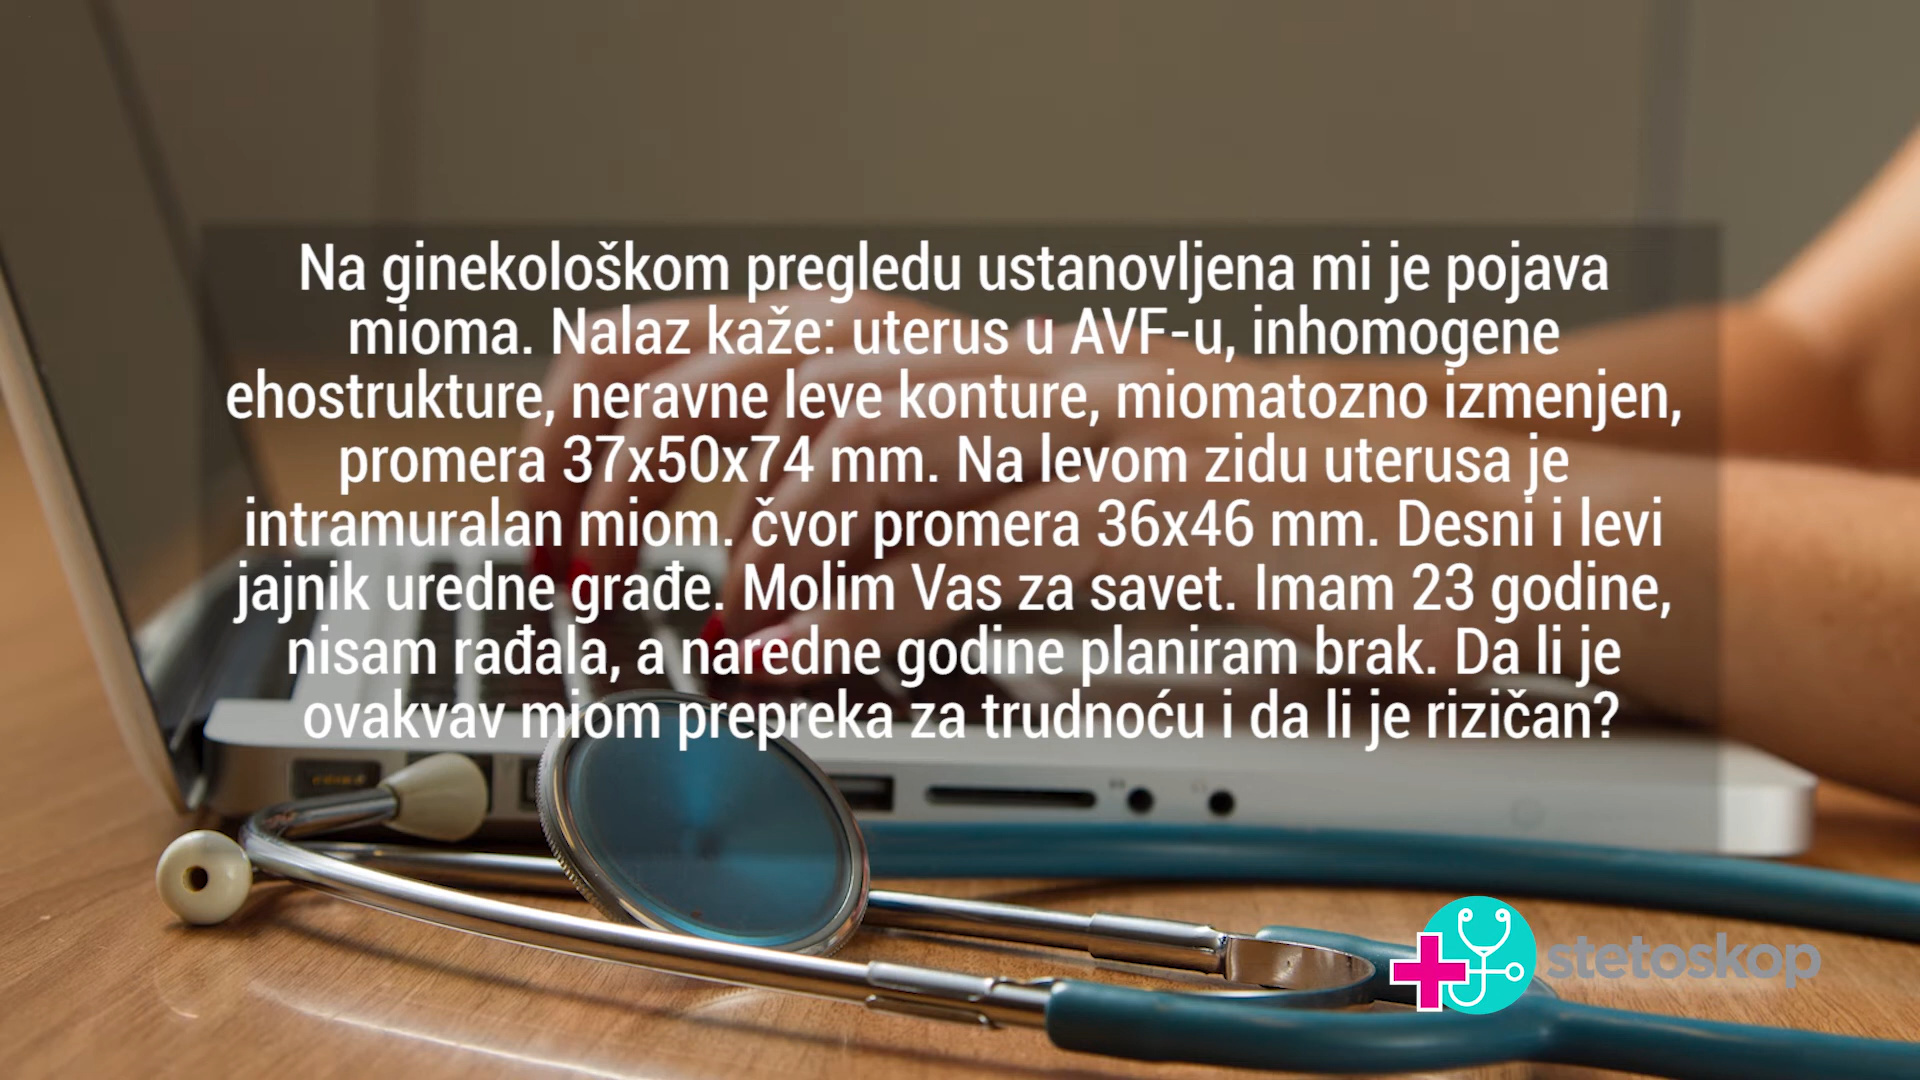 Na ginekološkom pregledu ustanovljena mi je pojava
mioma. Nalaz kaže: uterus u AVF-u, inhomogene
ehostrukture, neravne leve konture, miomatozno izmenjen,
promera 37x50x74 mm. Na levom zidu uterusa je
intramuralan miom. čvor promera 36x46 mm. Desni i levi
jajnik uredne građe. Molim Vas za savet. Imam 23 godine,
nisam rađala, a naredne godine planiram brak. Da li je
ovakvav miom prepreka za trudnoću i da li je rizičan?
stetoskop